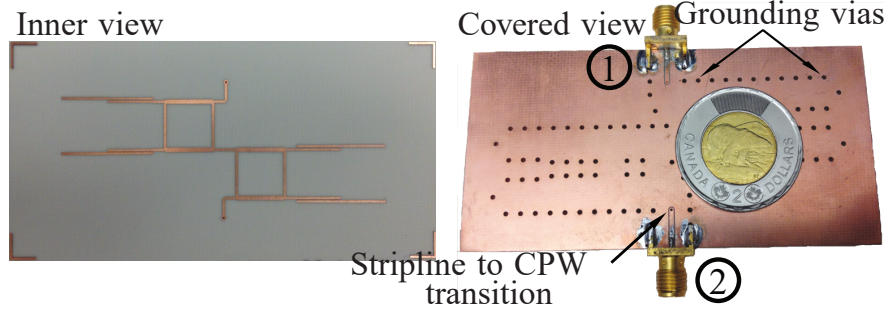 Inner view
Covered view
Grounding vias
1
CANADA 2 DOLLARS
Stripline to CPW
transition
2